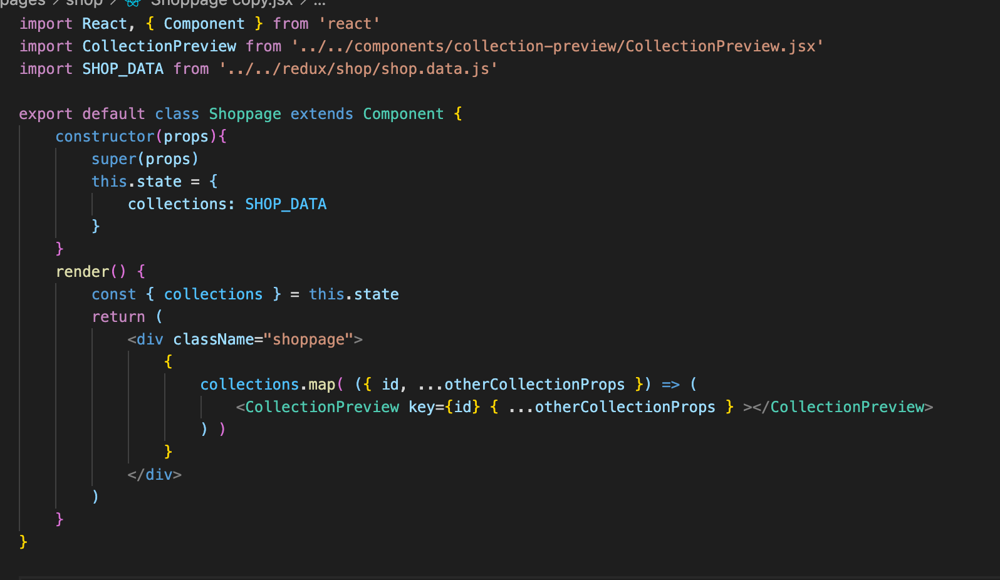 pages > shop > Shoppage copy.jsx > ...
import React, { Component } from 'react'
import CollectionPreview from '../../components/collection-preview/CollectionPreview.jsx'
import SHOP_DATA from '../../redux/shop/shop.data.js'
export default class Shoppage extends Component {
constructor(props){
super(props)
this.state = {
collections: SHOP_DATA
}
}
render() {
const { collections } = this.state
return (
<div className="shoppage">
{
collections.map( ({ id, ...otherCollectionProps }) => (
<CollectionPreview key={id} { ...otherCollectionProps } ></CollectionPreview>
) )
}
</div>
)
}
}